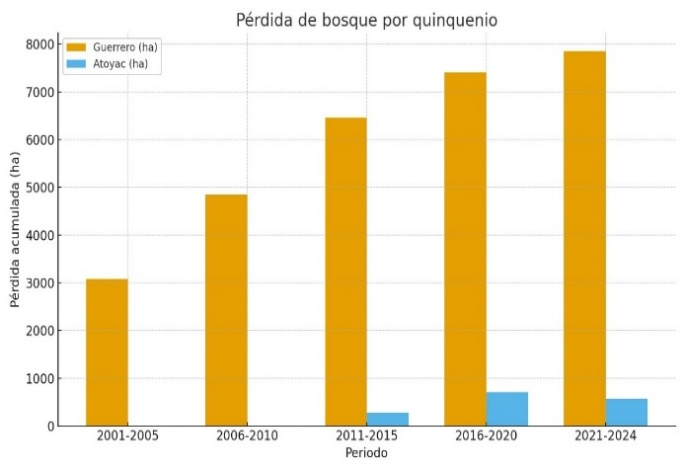 Pérdida de bosque por quinquenio
Guerrero (ha)
Atoyac (ha)
Pérdida acumulada (ha)
8000
7000
6000
5000
4000
3000
2000
1000
0
2001-2005 2006-2010 2011-2015 2016-2020 2021-2024
Periodo